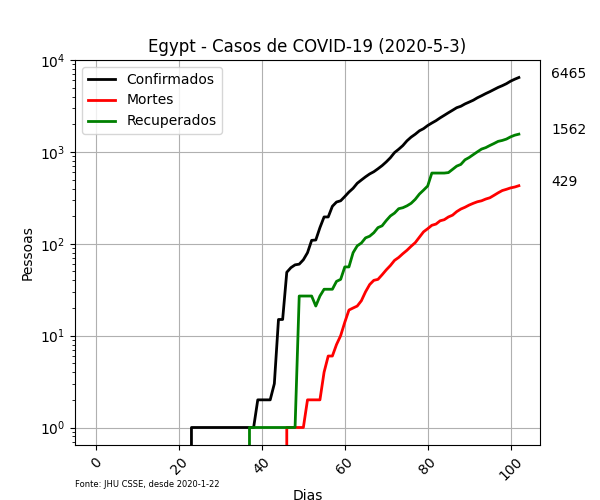 Egypt - Casos de COVID-19 (2020-5-3)
Confirmados
Mortes
Recuperados
10^4
10^3
10^2
10^1
10^0
Pessoas
6465
1562
429
0 20 40 60 80 100
Fonte: JHU CSSE, desde 2020-1-22
Dias